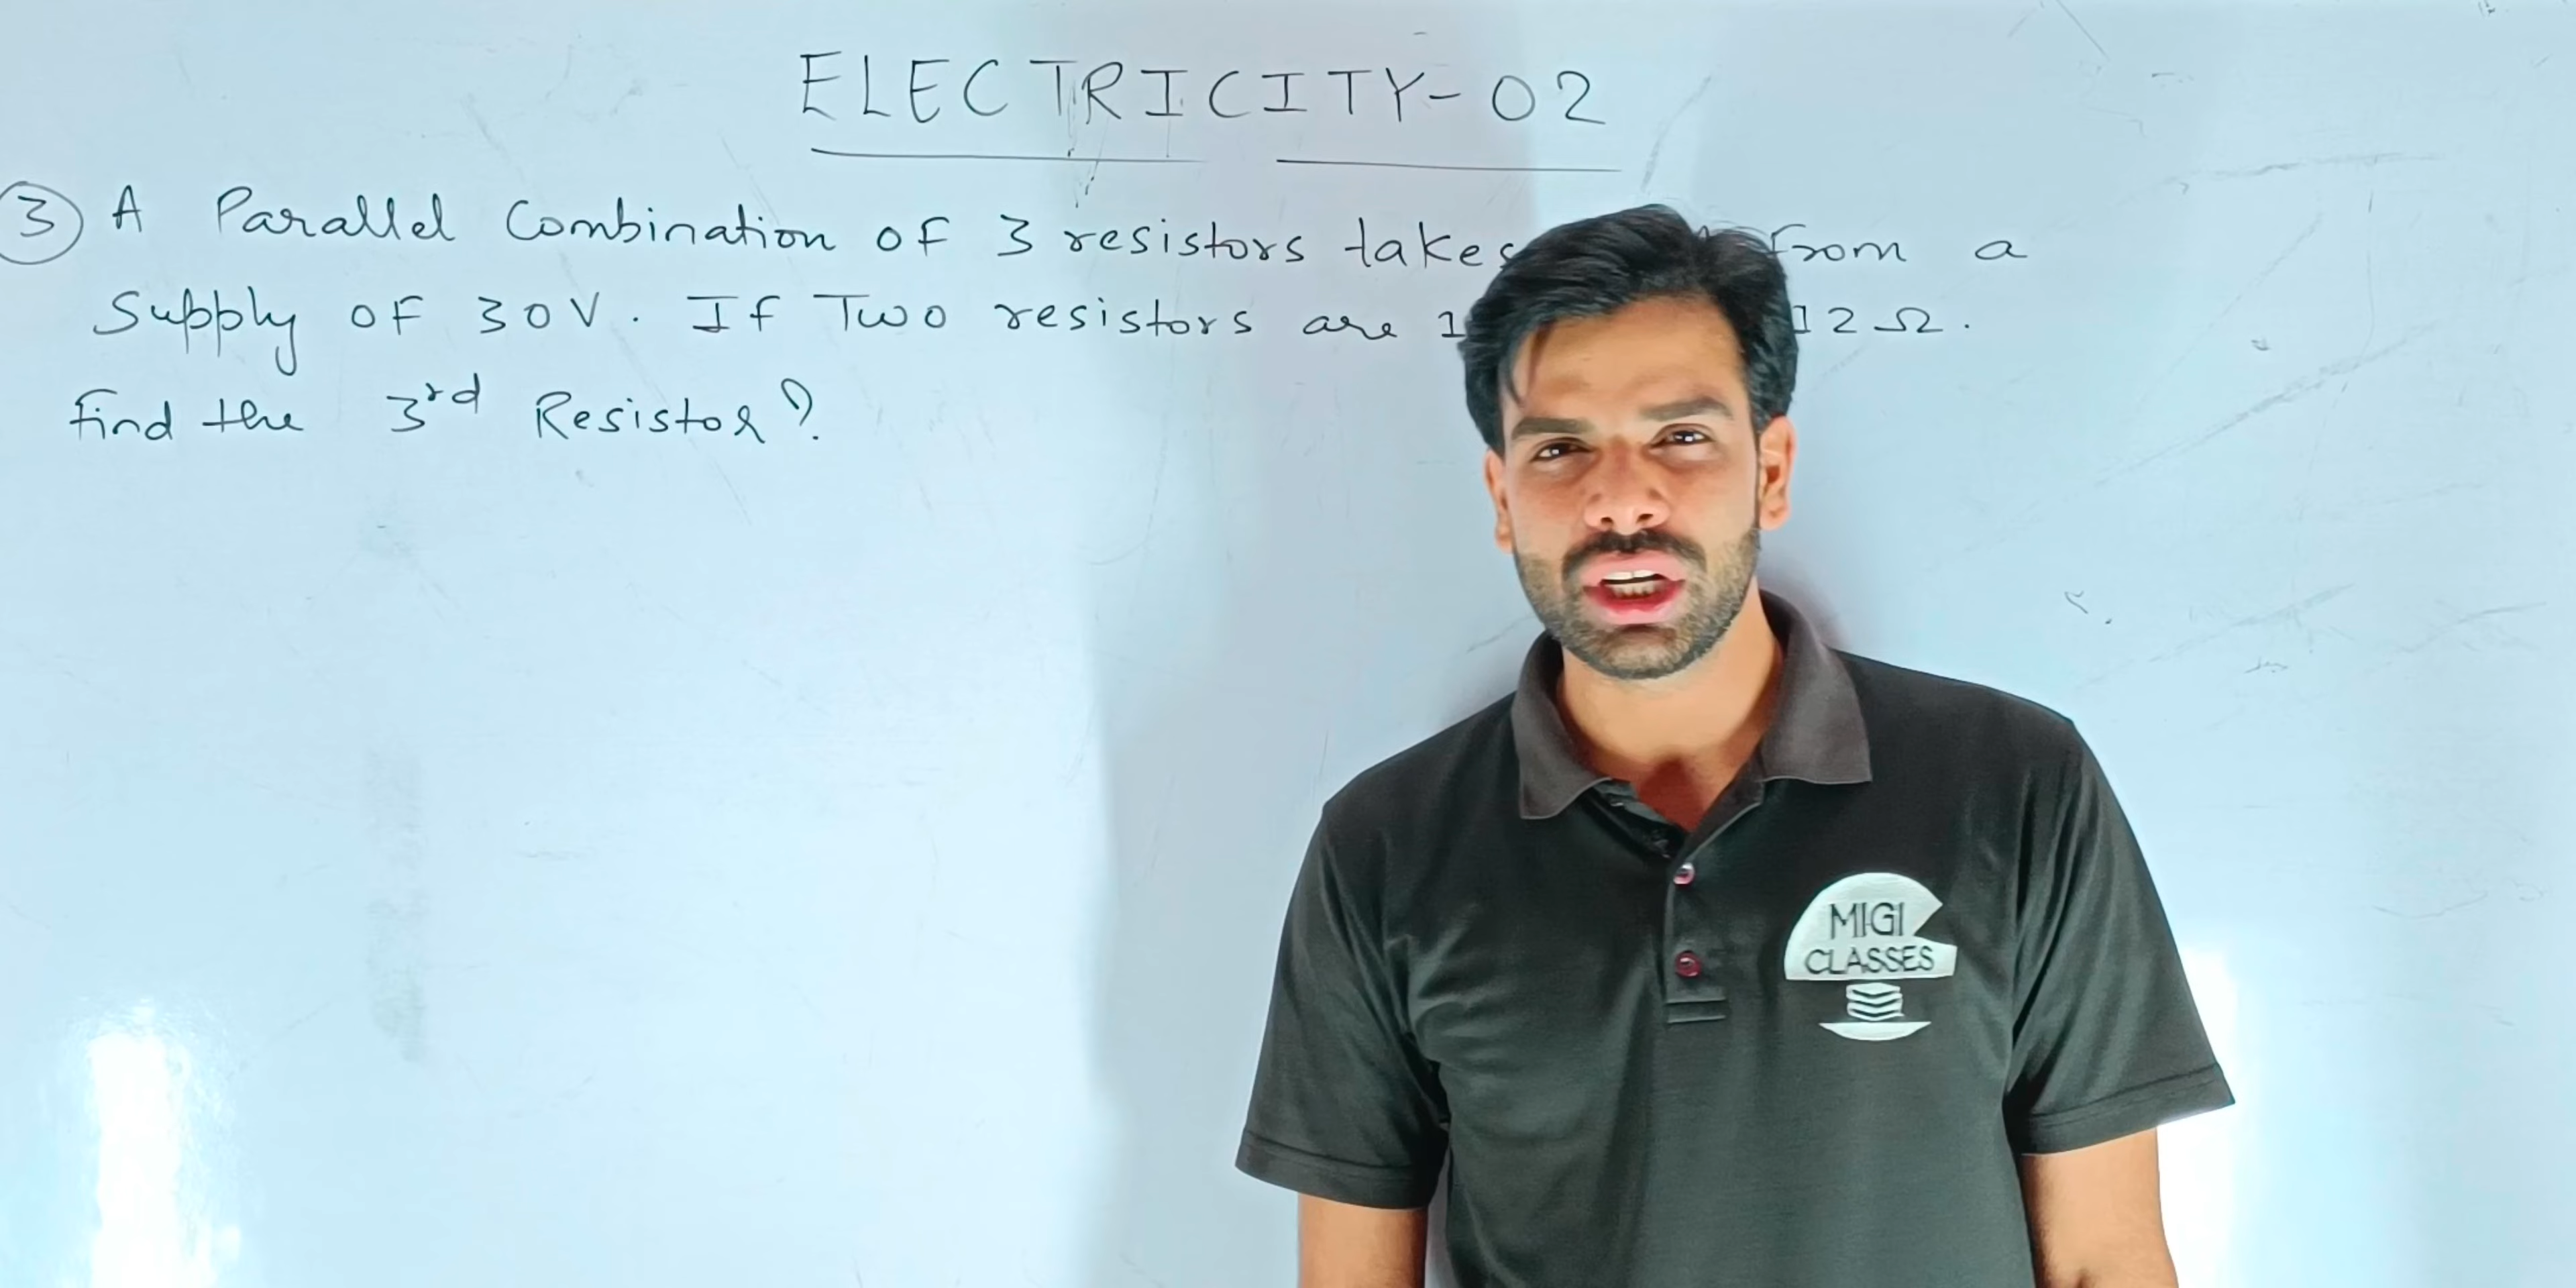 ELECTRICITY-02
3 A Parallel Combination of 3 resistors takes from a
Supply of 30V. If Two resistors are 12Ω.
Find the 3rd Resistor?
MIGI
CLASSES